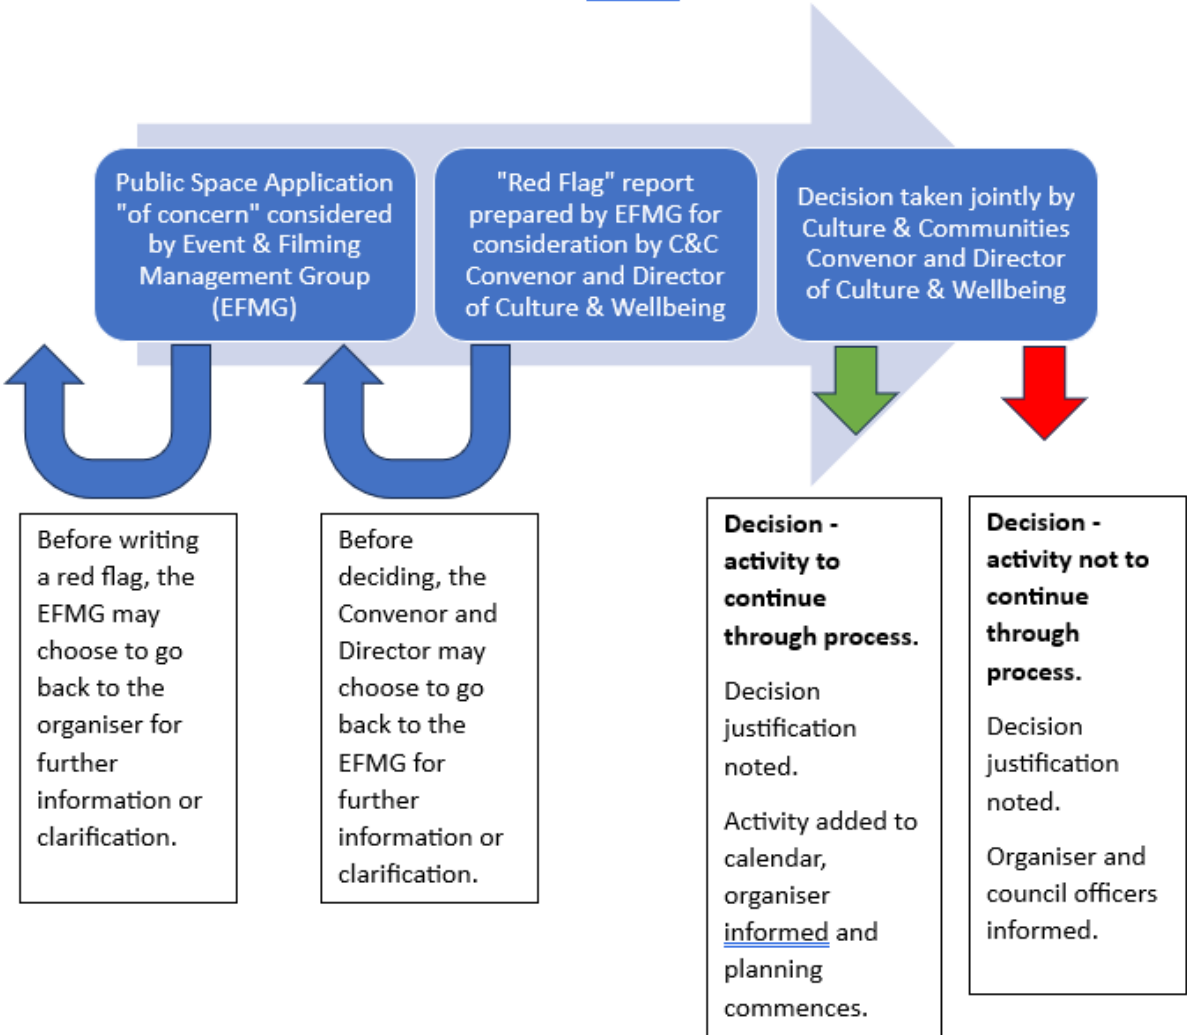 Public Space Application
"of concern" considered
by Event & Filming
Management Group
(EFMG)
"Red Flag" report
prepared by EFMG for
consideration by C&C
Convenor and Director
of Culture & Wellbeing
Decision taken jointly by
Culture & Communities
Convenor and Director
of Culture & Wellbeing
Before writing
a red flag, the
EFMG may
choose to go
back to the
organiser for
further
information or
clarification.
Before
deciding, the
Convenor and
Director may
choose to go
back to the
EFMG for
further
information or
clarification.
Decision -
activity to
continue
through process.
Decision
justification
noted.
Activity added to
calendar,
organiser
informed and
planning
commences.
Decision -
activity not to
continue
through
process.
Decision
justification
noted.
Organiser and
council officers
informed.